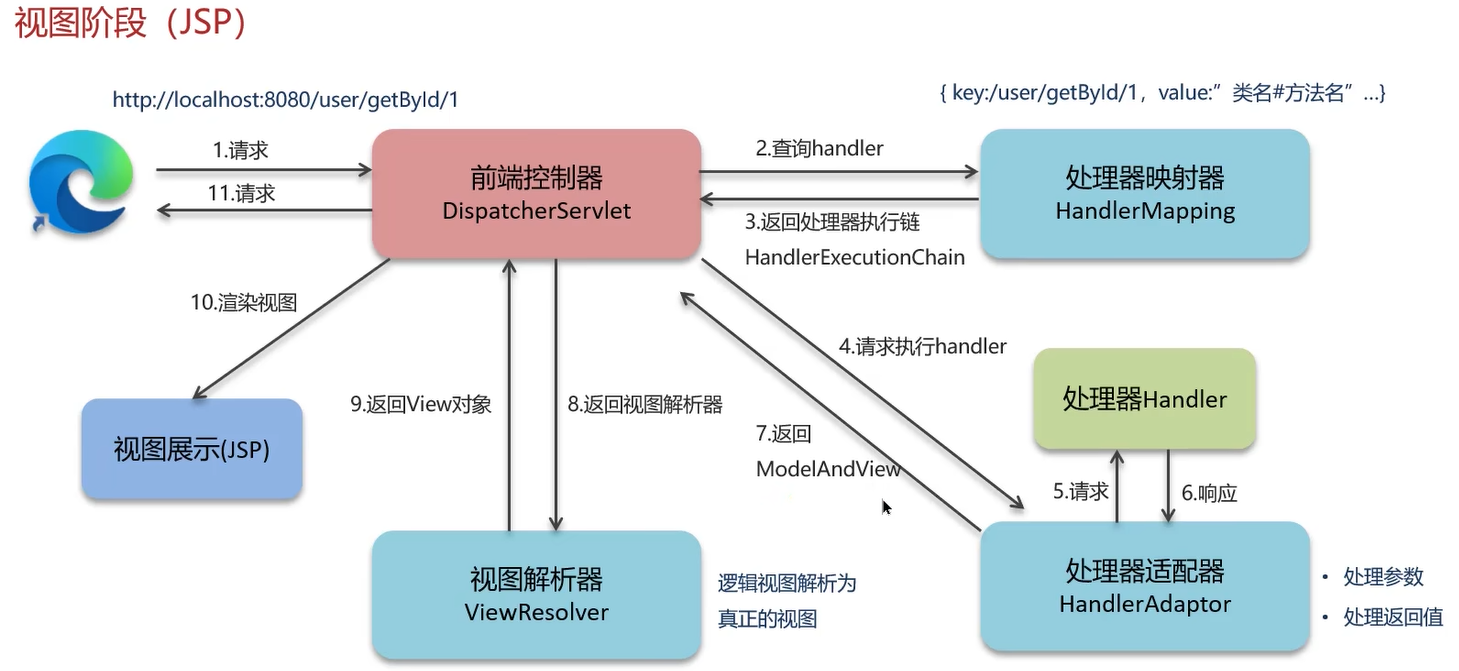 视图阶段（JSP）
http://localhost:8080/user/getById/1
{ key:/user/getById/1，value:”类名#方法名”...}
1.请求
11.请求
前端控制器
DispatcherServlet
2.查询handler
3.返回处理器执行链
HandlerExecutionChain
处理器映射器
HandlerMapping
10.渲染视图
4.请求执行handler
处理器Handler
9.返回View对象
8.返回视图解析器
7.返回
ModelAndView
视图展示(JSP)
5.请求
6.响应
视图解析器
ViewResolver
逻辑视图解析为
真正的视图
处理器适配器
HandlerAdaptor
• 处理参数
• 处理返回值